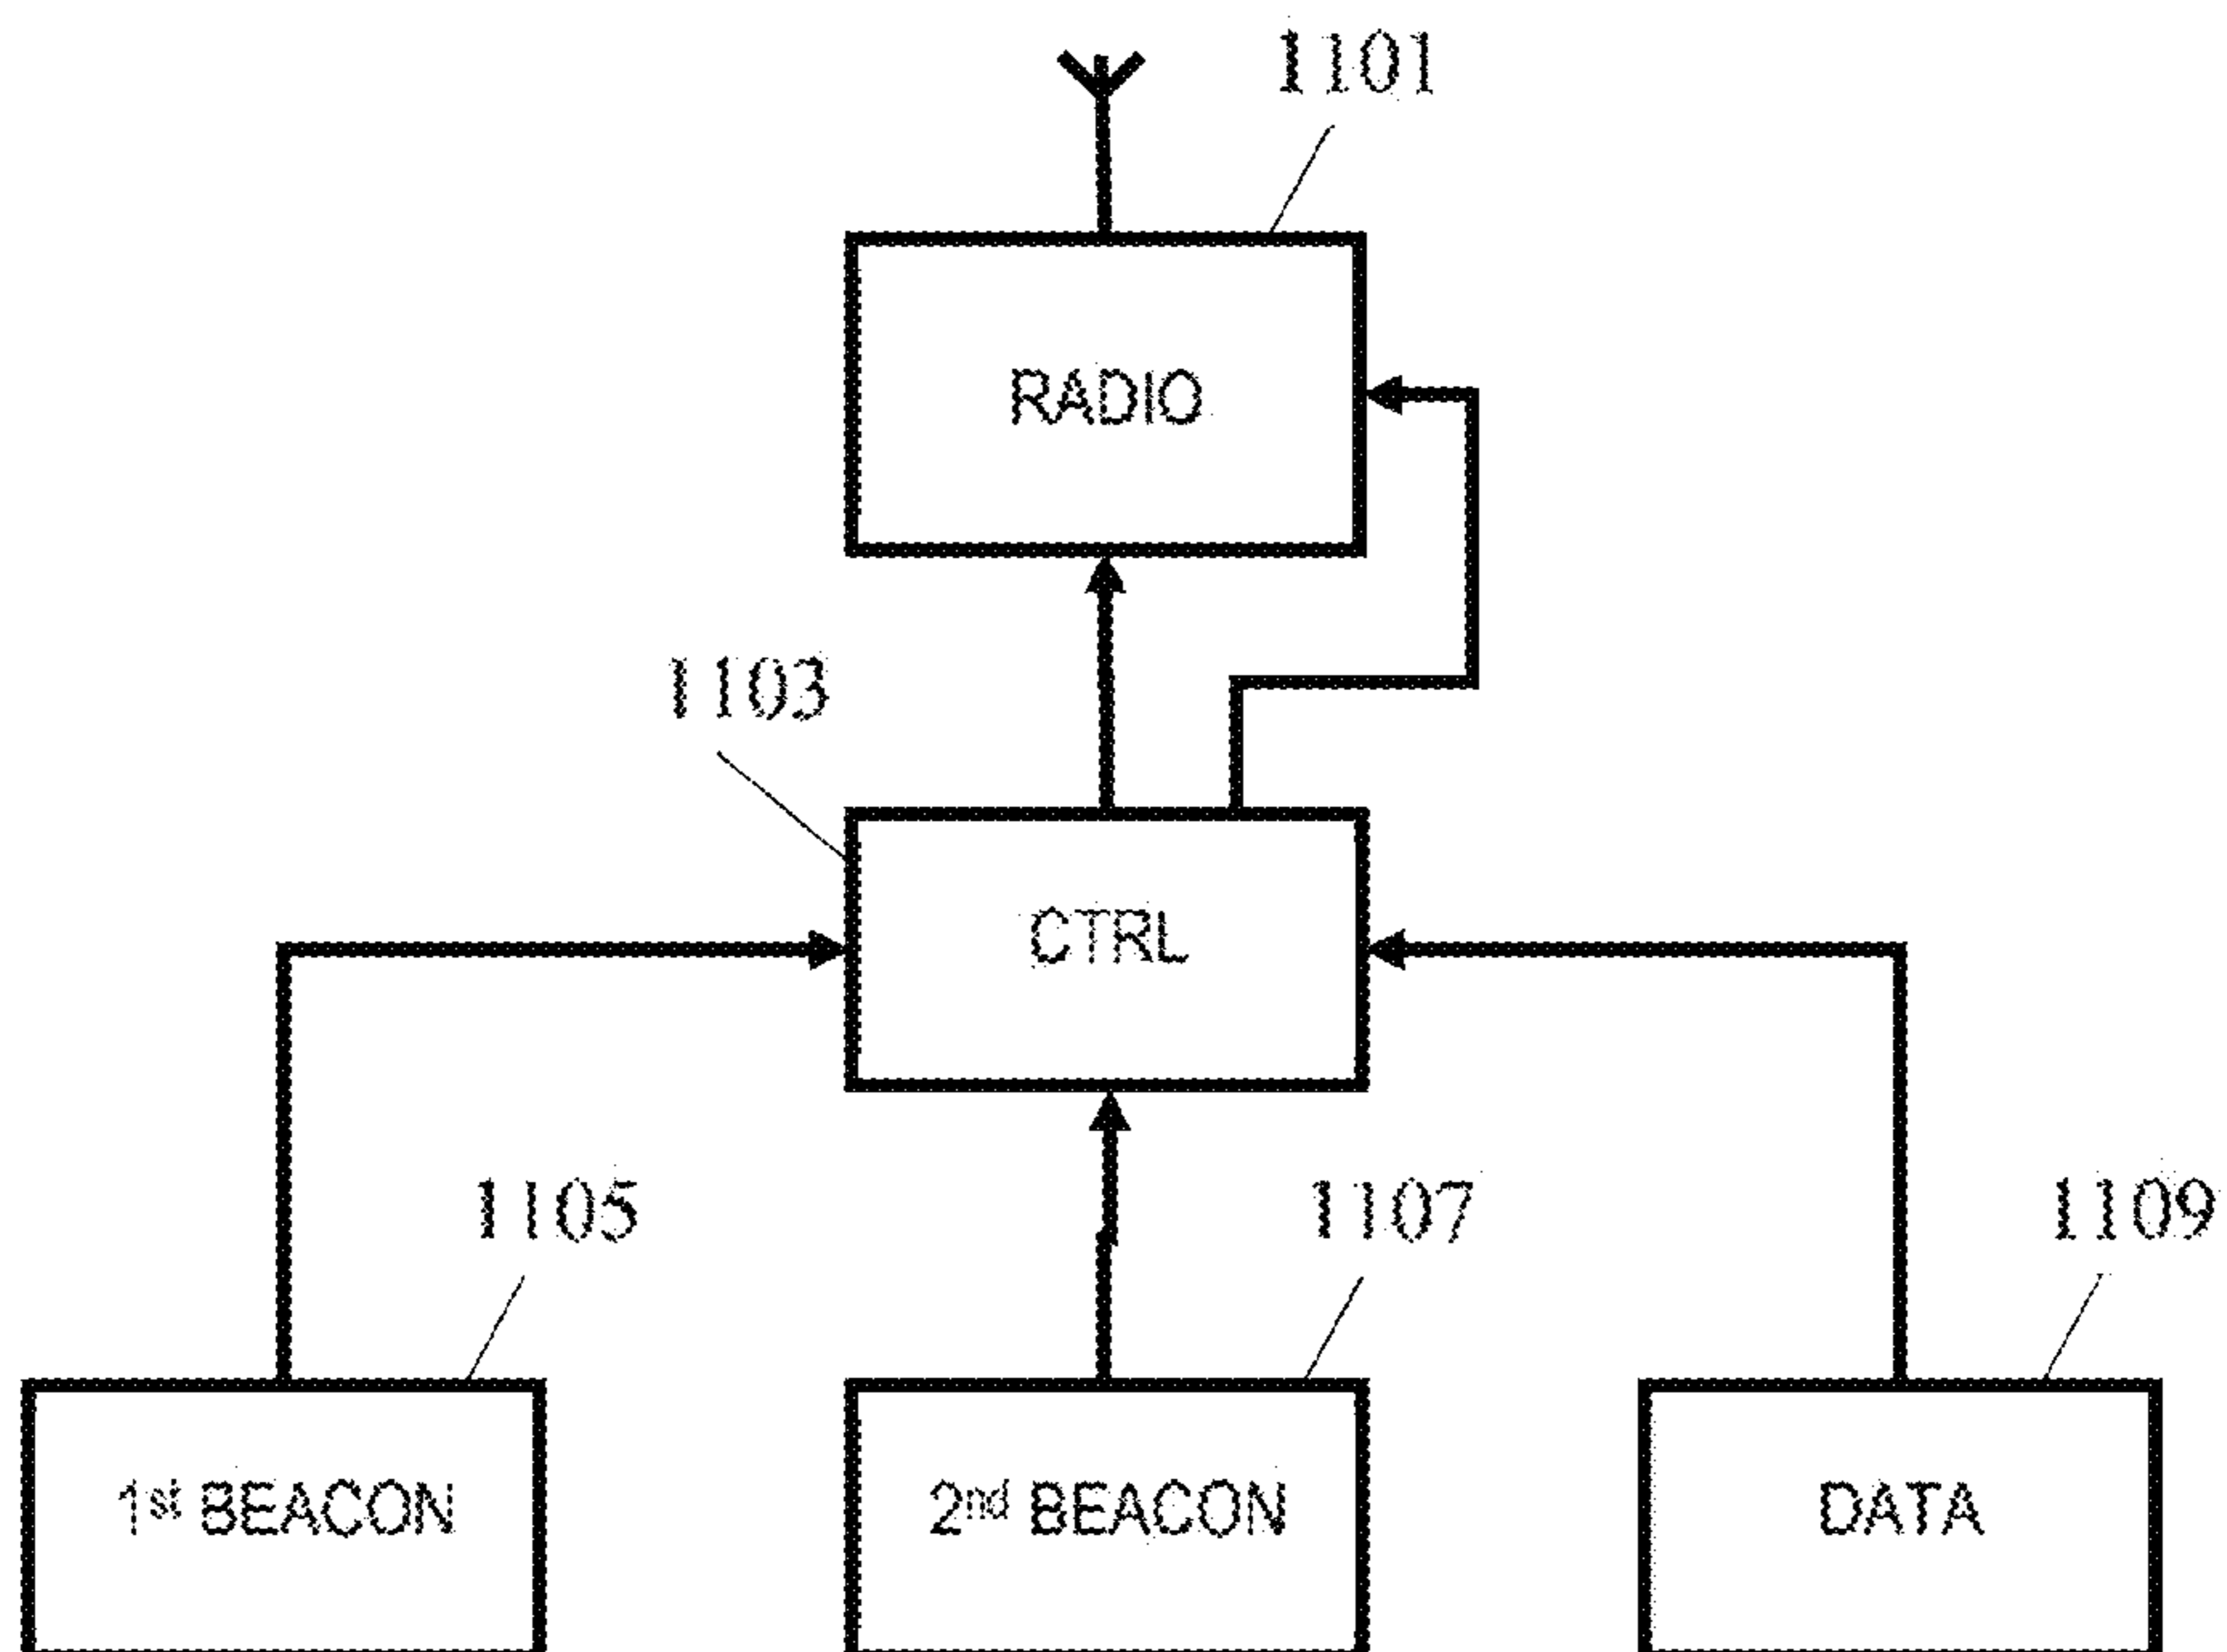 1101
RADIO
1103
CTRL
1105
1107
1109
1st BEACON
2nd BEACON
DATA